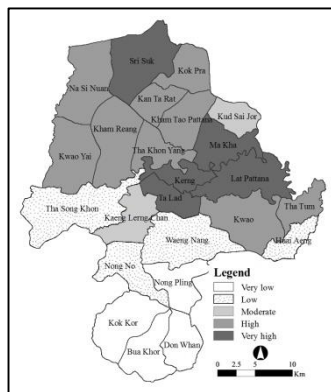 Sri Suk
Kok Pra
Na Si Nuan
Kan Ta Rat
Kud Sai Jor
Kham Tao Pattana
Kham Reang
Tha Khon Yang
Ma Kha
Kwao Yai
Kerng
Lat Pattana
Ta Lad
Tha Song Khon
Kaeng Lerng Chan
Kwao
Tha Tum
Waeng Nang
Huai Aeng
Nong No
Nong Pling
Kok Kor
Don Whan
Bua Khor
Legend
Very low
Low
Moderate
High
Very high
0 2.5 5 10
Km